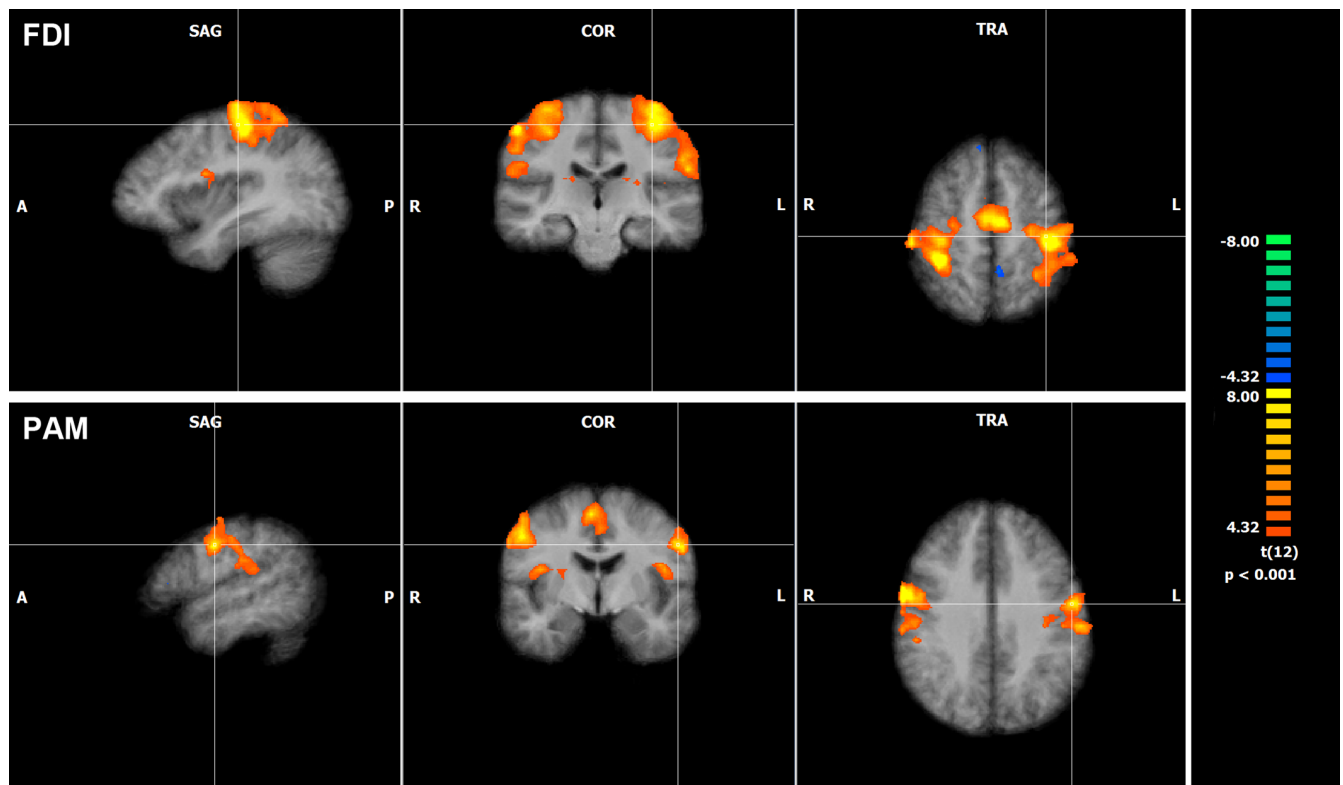 FDI
SAG
COR
TRA
A
P
R
L
R
L
PAM
SAG
COR
TRA
A
P
R
L
R
L
-8.00
-4.32
8.00
4.32
t(12)
p < 0.001